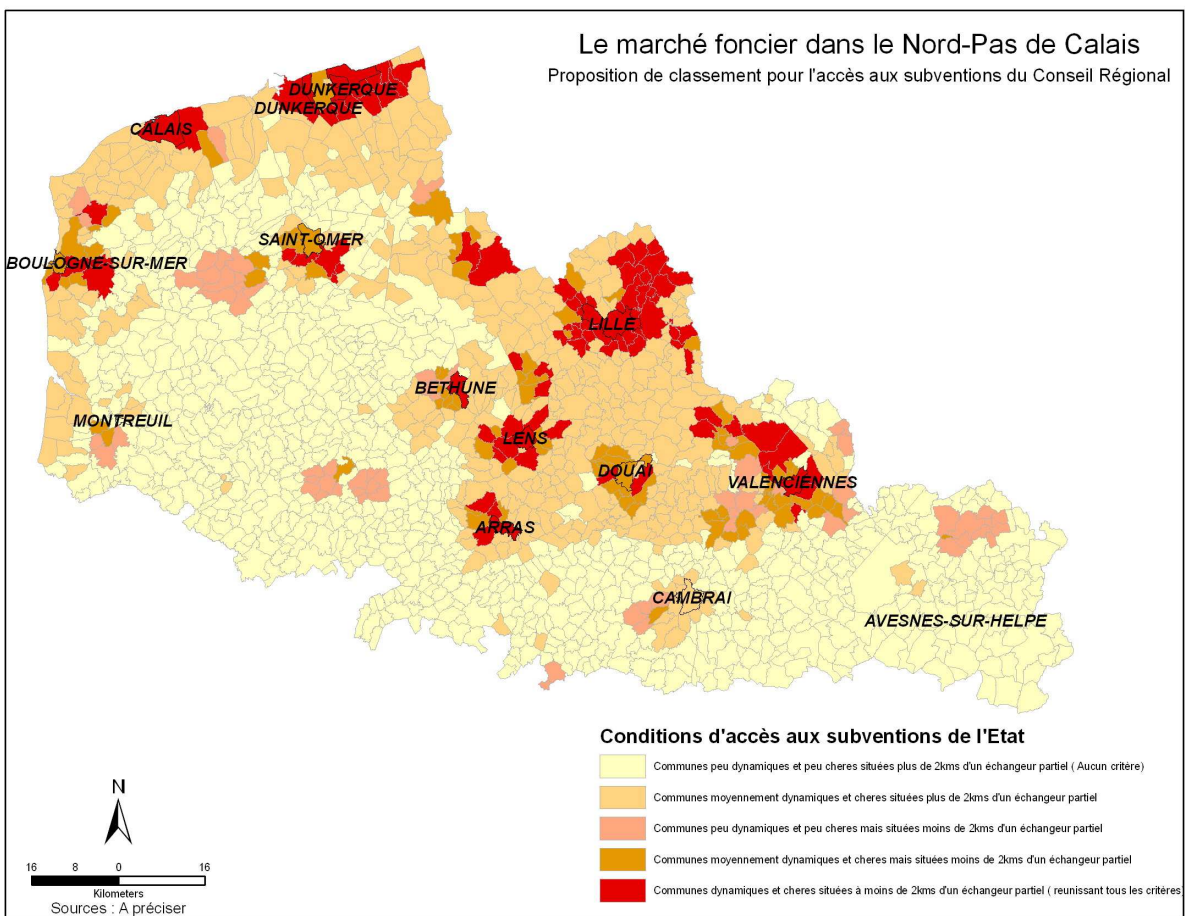 Le marché foncier dans le Nord-Pas de Calais
Proposition de classement pour l'accès aux subventions du Conseil Régional
DUNKERQUE
DUNKERQUE
CALAIS
SAINT-OMER
BOULOGNE-SUR-MER
LILLE
BETHUNE
MONTREUIL
LENS
DOUAI
VALENCIENNES
ARRAS
CAMBRAI
AVESNES-SUR-HELPE
Conditions d'accès aux subventions de l'Etat
Communes peu dynamiques et peu cheres situées plus de 2kms d'un échangeur partiel ( Aucun critère)
Communes moyennement dynamiques et cheres situées plus de 2kms d'un échangeur partiel
Communes peu dynamiques et peu cheres mais situées moins de 2kms d'un échangeur partiel
Communes moyennement dynamiques et cheres mais situées moins de 2kms d'un échangeur partiel
Communes dynamiques et cheres situées à moins de 2kms d'un échangeur partiel ( reunissant tous les critères)
N
16 8 0 16
Kilometers
Sources : A préciser